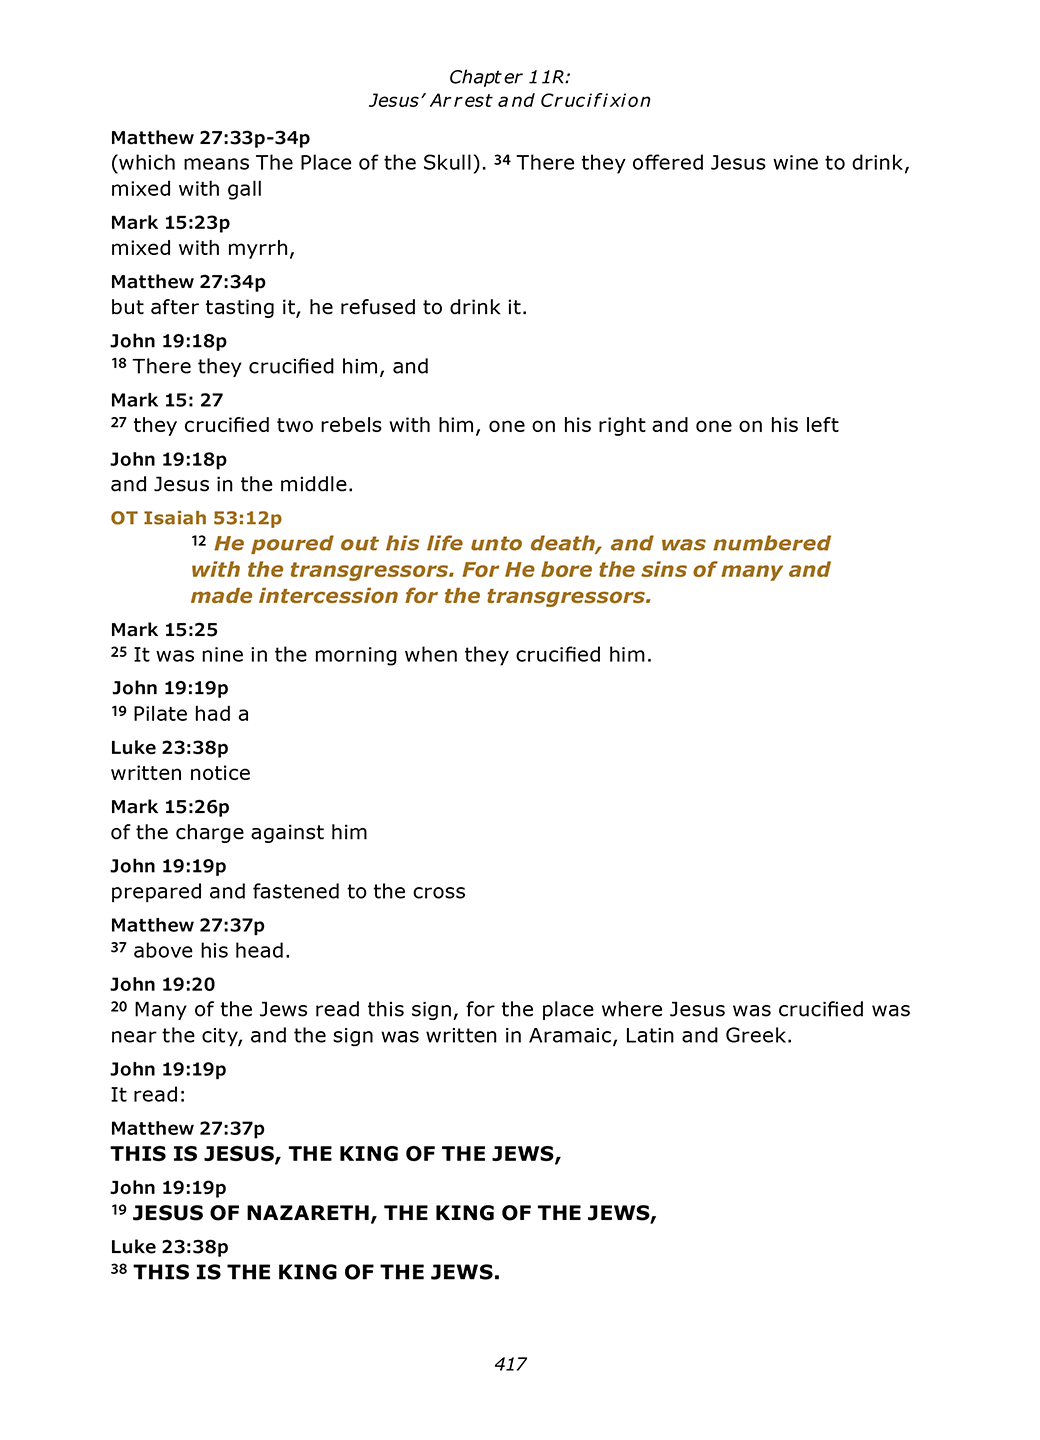 Chapter 11R:
Jesus’ Arrest and Crucifixion
Matthew 27:33p-34p
(which means The Place of the Skull). 34 There they offered Jesus wine to drink,
mixed with gall
Mark 15:23p
mixed with myrrh,
Matthew 27:34p
but after tasting it, he refused to drink it.
John 19:18p
18 There they crucified him, and
Mark 15: 27
27 they crucified two rebels with him, one on his right and one on his left
John 19:18p
and Jesus in the middle.
OT Isaiah 53:12p
12 He poured out his life unto death, and was numbered
with the transgressors. For He bore the sins of many and
made intercession for the transgressors.
Mark 15:25
25 It was nine in the morning when they crucified him.
John 19:19p
19 Pilate had a
Luke 23:38p
written notice
Mark 15:26p
of the charge against him
John 19:19p
prepared and fastened to the cross
Matthew 27:37p
37 above his head.
John 19:20
20 Many of the Jews read this sign, for the place where Jesus was crucified was
near the city, and the sign was written in Aramaic, Latin and Greek.
John 19:19p
It read:
Matthew 27:37p
THIS IS JESUS, THE KING OF THE JEWS,
John 19:19p
19 JESUS OF NAZARETH, THE KING OF THE JEWS,
Luke 23:38p
38 THIS IS THE KING OF THE JEWS.
417